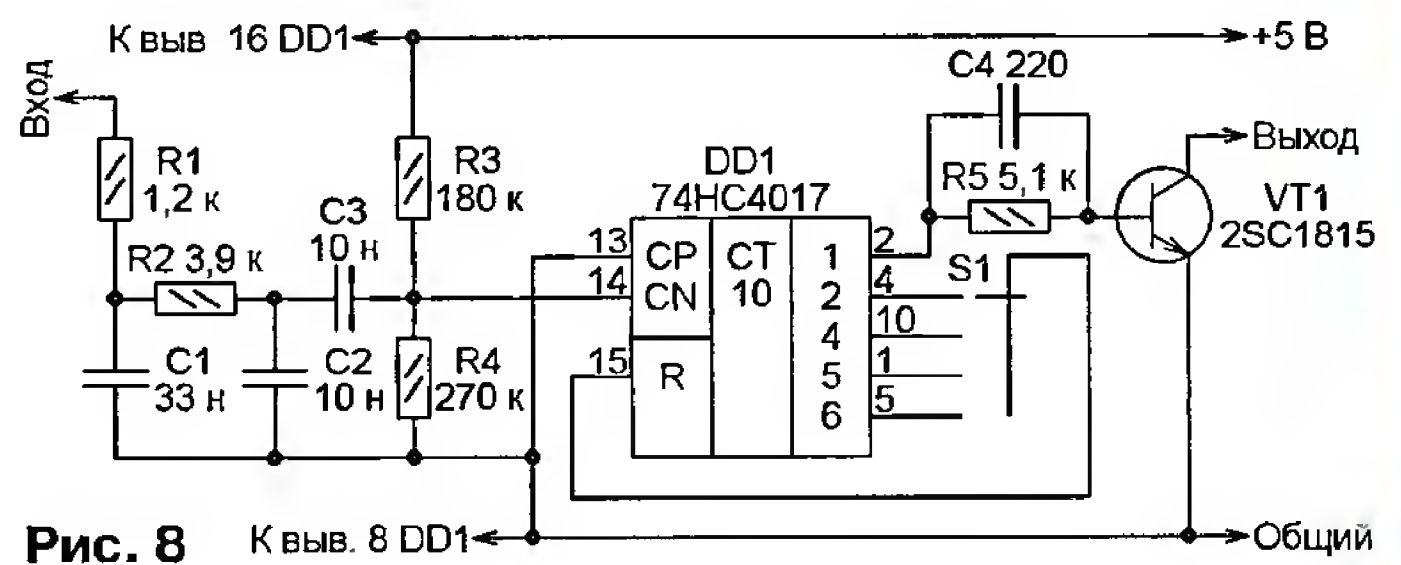 К выв 16 DD1
+5 В
C4 220
Вход
R1
1,2 к
R3
180 к
DD1
74HC4017
R5 5,1 к
Выход
VT1
2SC1815
C3
10 н
R2 3,9 к
13
CP
CT
10
1
2
14
CN
2
4
S1
4
10
C1
33 н
C2
10 н
R4
270 к
15
R
5
1
6
5
Рис. 8
К выв. 8 DD1
Общий